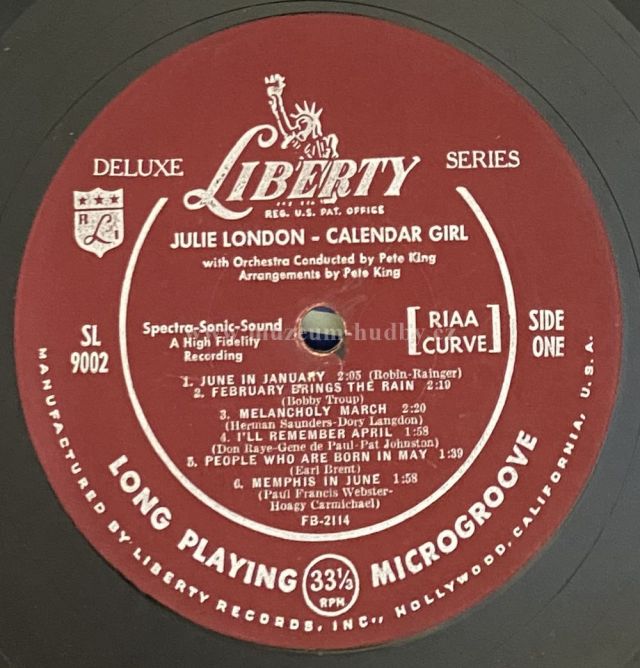 DELUXE LIBERTY SERIES
REG. U.S. PAT. OFFICE
R L I
JULIE LONDON - CALENDAR GIRL
with Orchestra Conducted by Pete King
Arrangements by Pete King
SL
9002
Spectra-Sonic-Sound
A High Fidelity
Recording
[RIAA
CURVE]
SIDE
ONE
www.muzeum-hudby.cz
1. JUNE IN JANUARY 2:05 (Robin-Rainger)
2. FEBRUARY BRINGS THE RAIN 2:19
(Bobby Troup)
3. MELANCHOLY MARCH 2:20
(Herman Saunders-Dory Langdon)
4. I'LL REMEMBER APRIL 1:58
(Don Raye-Gene de Paul-Pat Johnston)
5. PEOPLE WHO ARE BORN IN MAY 1:39
(Earl Brent)
6. MEMPHIS IN JUNE 1:58
(Paul Francis Webster-
Hoagy Carmichael)
FB-2114
LONG PLAYING 33 1/3 RPM MICROGROOVE
MANUFACTURED BY LIBERTY RECORDS, INC., HOLLYWOOD, CALIFORNIA, U.S.A.